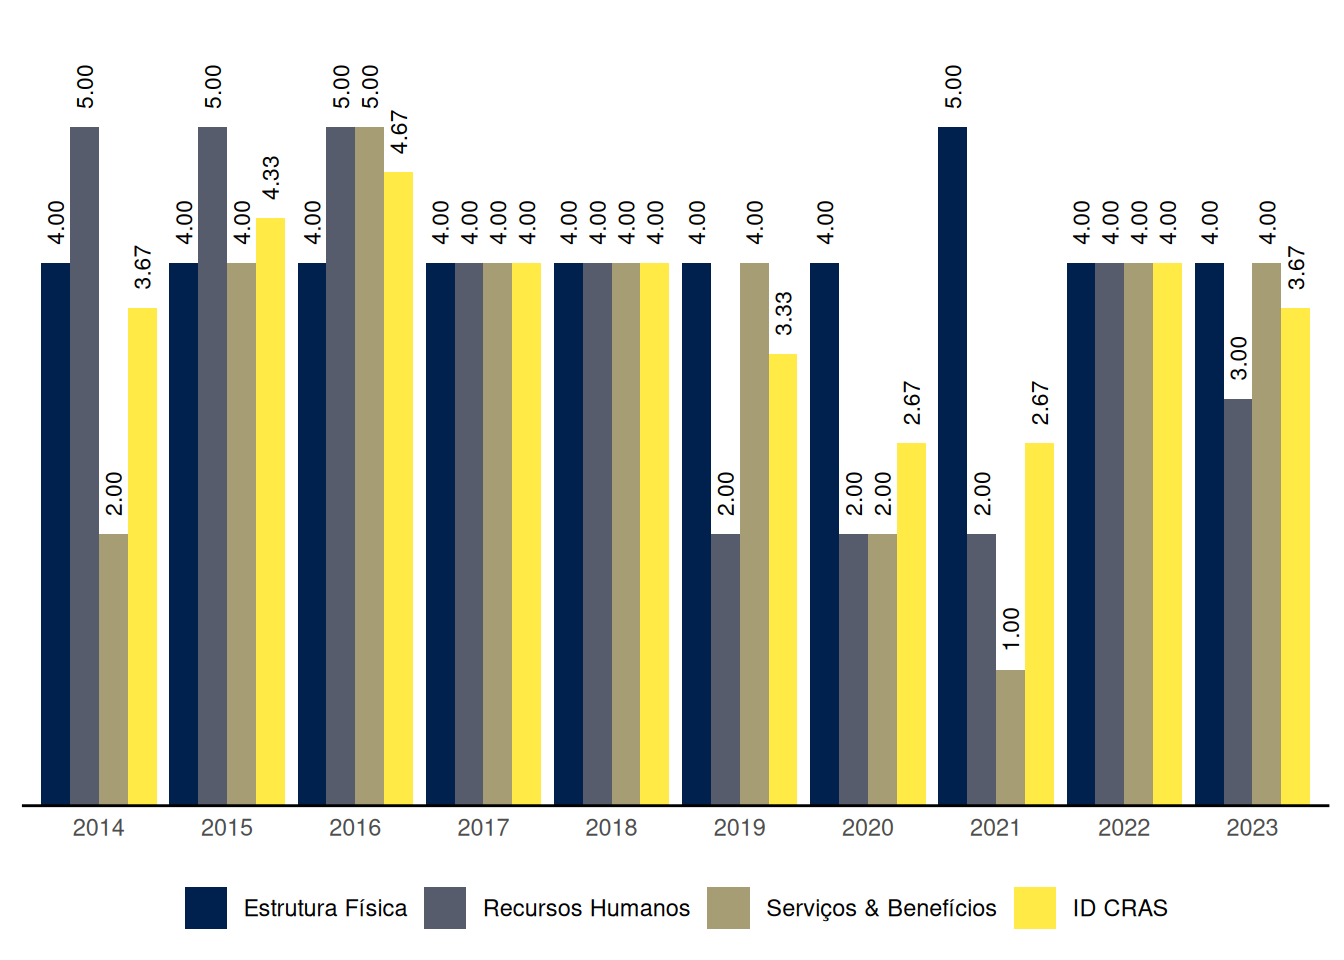 4.00 5.00 2.00 3.67
4.00 5.00 4.00 4.33
4.00 5.00 5.00 4.67
4.00 4.00 4.00 4.00
4.00 4.00 4.00 4.00
4.00 2.00 4.00 3.33
4.00 2.00 2.00 2.67
5.00 2.00 1.00 2.67
4.00 4.00 4.00 4.00
4.00 3.00 4.00 3.67
2014 2015 2016 2017 2018 2019 2020 2021 2022 2023
Estrutura Física Recursos Humanos Serviços & Benefícios ID CRAS